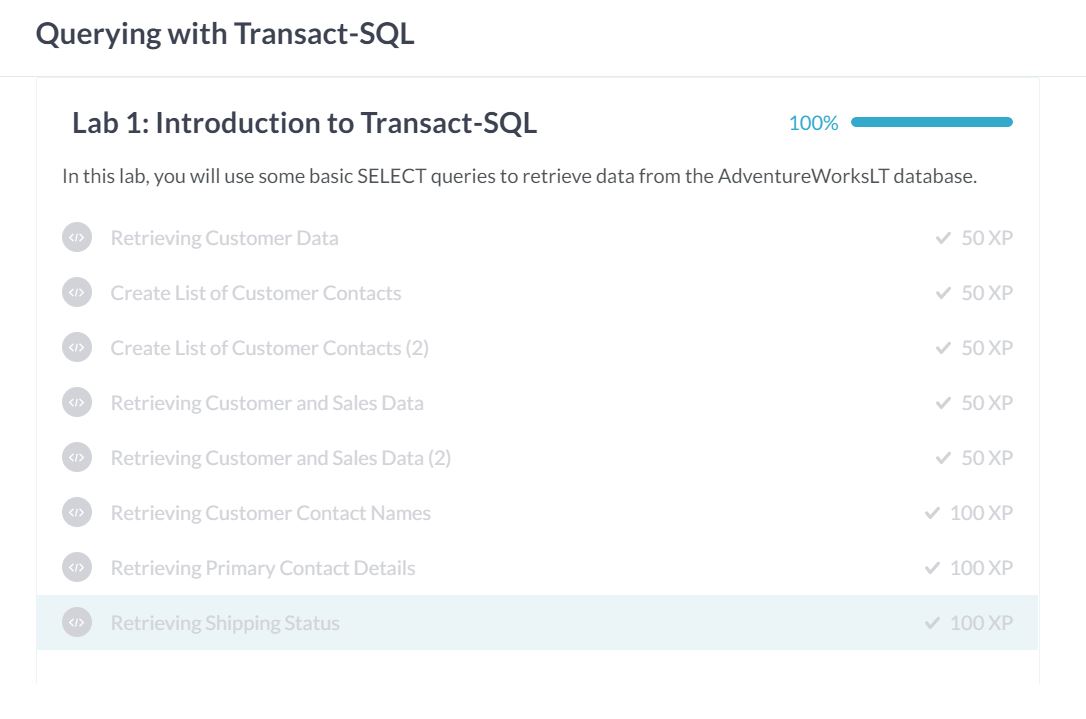 Querying with Transact-SQL
Lab 1: Introduction to Transact-SQL 100%
In this lab, you will use some basic SELECT queries to retrieve data from the AdventureWorksLT database.
</> Retrieving Customer Data ✓ 50 XP
</> Create List of Customer Contacts ✓ 50 XP
</> Create List of Customer Contacts (2) ✓ 50 XP
</> Retrieving Customer and Sales Data ✓ 50 XP
</> Retrieving Customer and Sales Data (2) ✓ 50 XP
</> Retrieving Customer Contact Names ✓ 100 XP
</> Retrieving Primary Contact Details ✓ 100 XP
</> Retrieving Shipping Status ✓ 100 XP